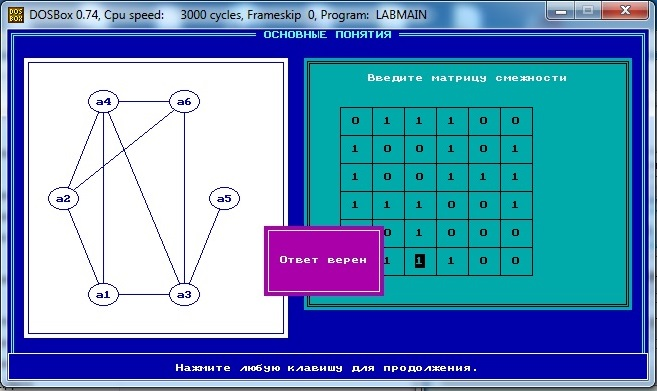 DOS
BOX
DOSBox 0.74, Cpu speed: 3000 cycles, Frameskip 0, Program: LABMAIN
ОСНОВНЫЕ ПОНЯТИЯ
Введите матрицу смежности
a4
a6
a2
a5
a1
a3
0 1 1 1 0 0
1 0 0 1 0 1
1 0 0 1 1 1
1 1 1 0 0 1
0 1 0 0 0
1 1 1 0 0
Ответ верен
Нажмите любую клавишу для продолжения.